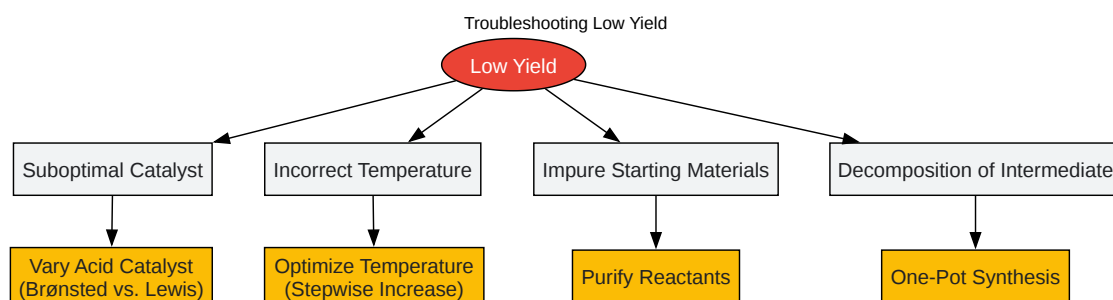 Troubleshooting Low Yield
Low Yield
Suboptimal Catalyst
Incorrect Temperature
Impure Starting Materials
Decomposition of Intermediate
Vary Acid Catalyst
(Brønsted vs. Lewis)
Optimize Temperature
(Stepwise Increase)
Purify Reactants
One-Pot Synthesis